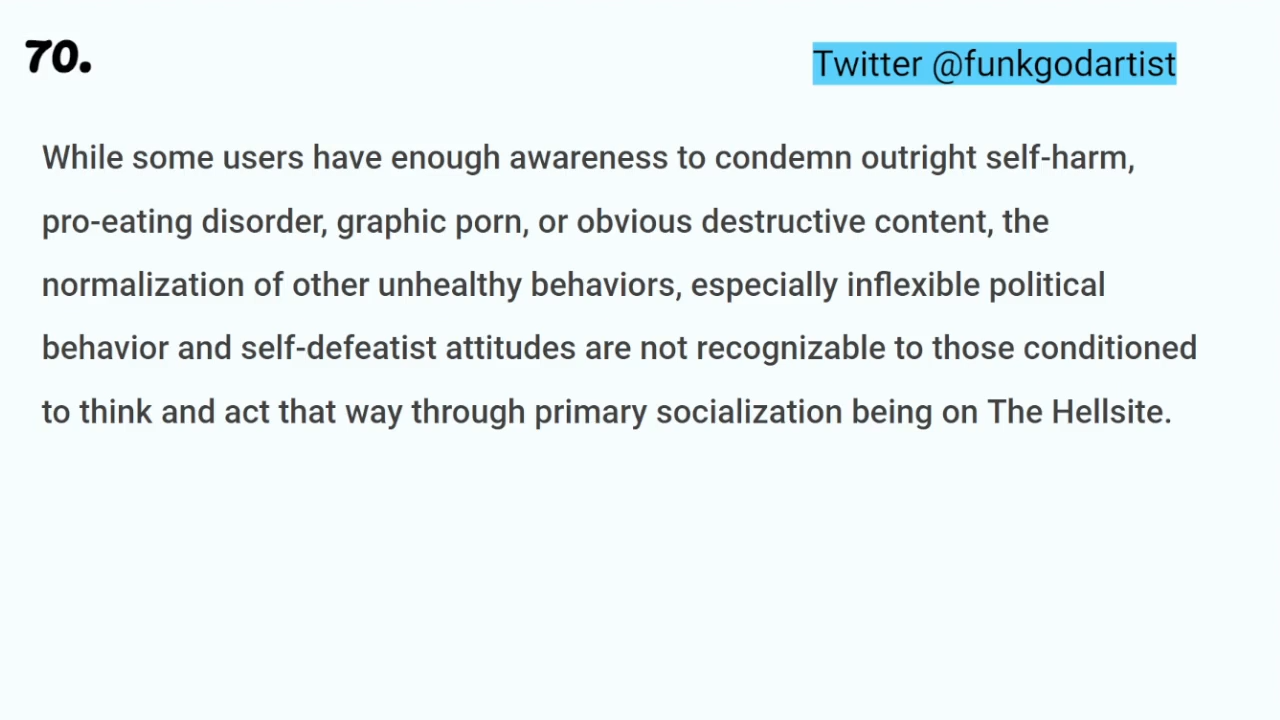 70.
Twitter @funkgodartist
While some users have enough awareness to condemn outright self-harm,
pro-eating disorder, graphic porn, or obvious destructive content, the
normalization of other unhealthy behaviors, especially inflexible political
behavior and self-defeatist attitudes are not recognizable to those conditioned
to think and act that way through primary socialization being on The Hellsite.